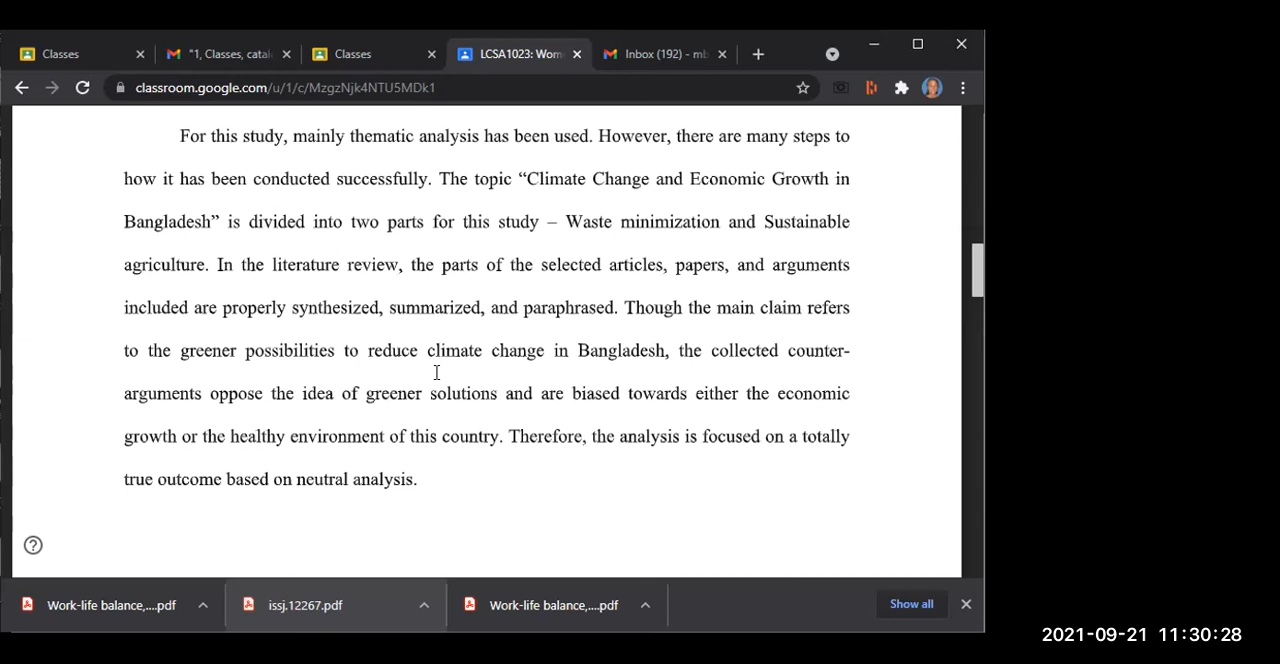 Classes
"1, Classes, cata
Classes
LCSA1023: Wom
Inbox (192) - mb
classroom.google.com/u/1/c/MzgzNjk4NTU5MDk1
For this study, mainly thematic analysis has been used. However, there are many steps to
how it has been conducted successfully. The topic “Climate Change and Economic Growth in
Bangladesh” is divided into two parts for this study – Waste minimization and Sustainable
agriculture. In the literature review, the parts of the selected articles, papers, and arguments
included are properly synthesized, summarized, and paraphrased. Though the main claim refers
to the greener possibilities to reduce climate change in Bangladesh, the collected counter-
arguments oppose the idea of greener solutions and are biased towards either the economic
growth or the healthy environment of this country. Therefore, the analysis is focused on a totally
true outcome based on neutral analysis.
Work-life balance,....pdf
issj.12267.pdf
Work-life balance,....pdf
Show all
2021-09-21 11:30:28